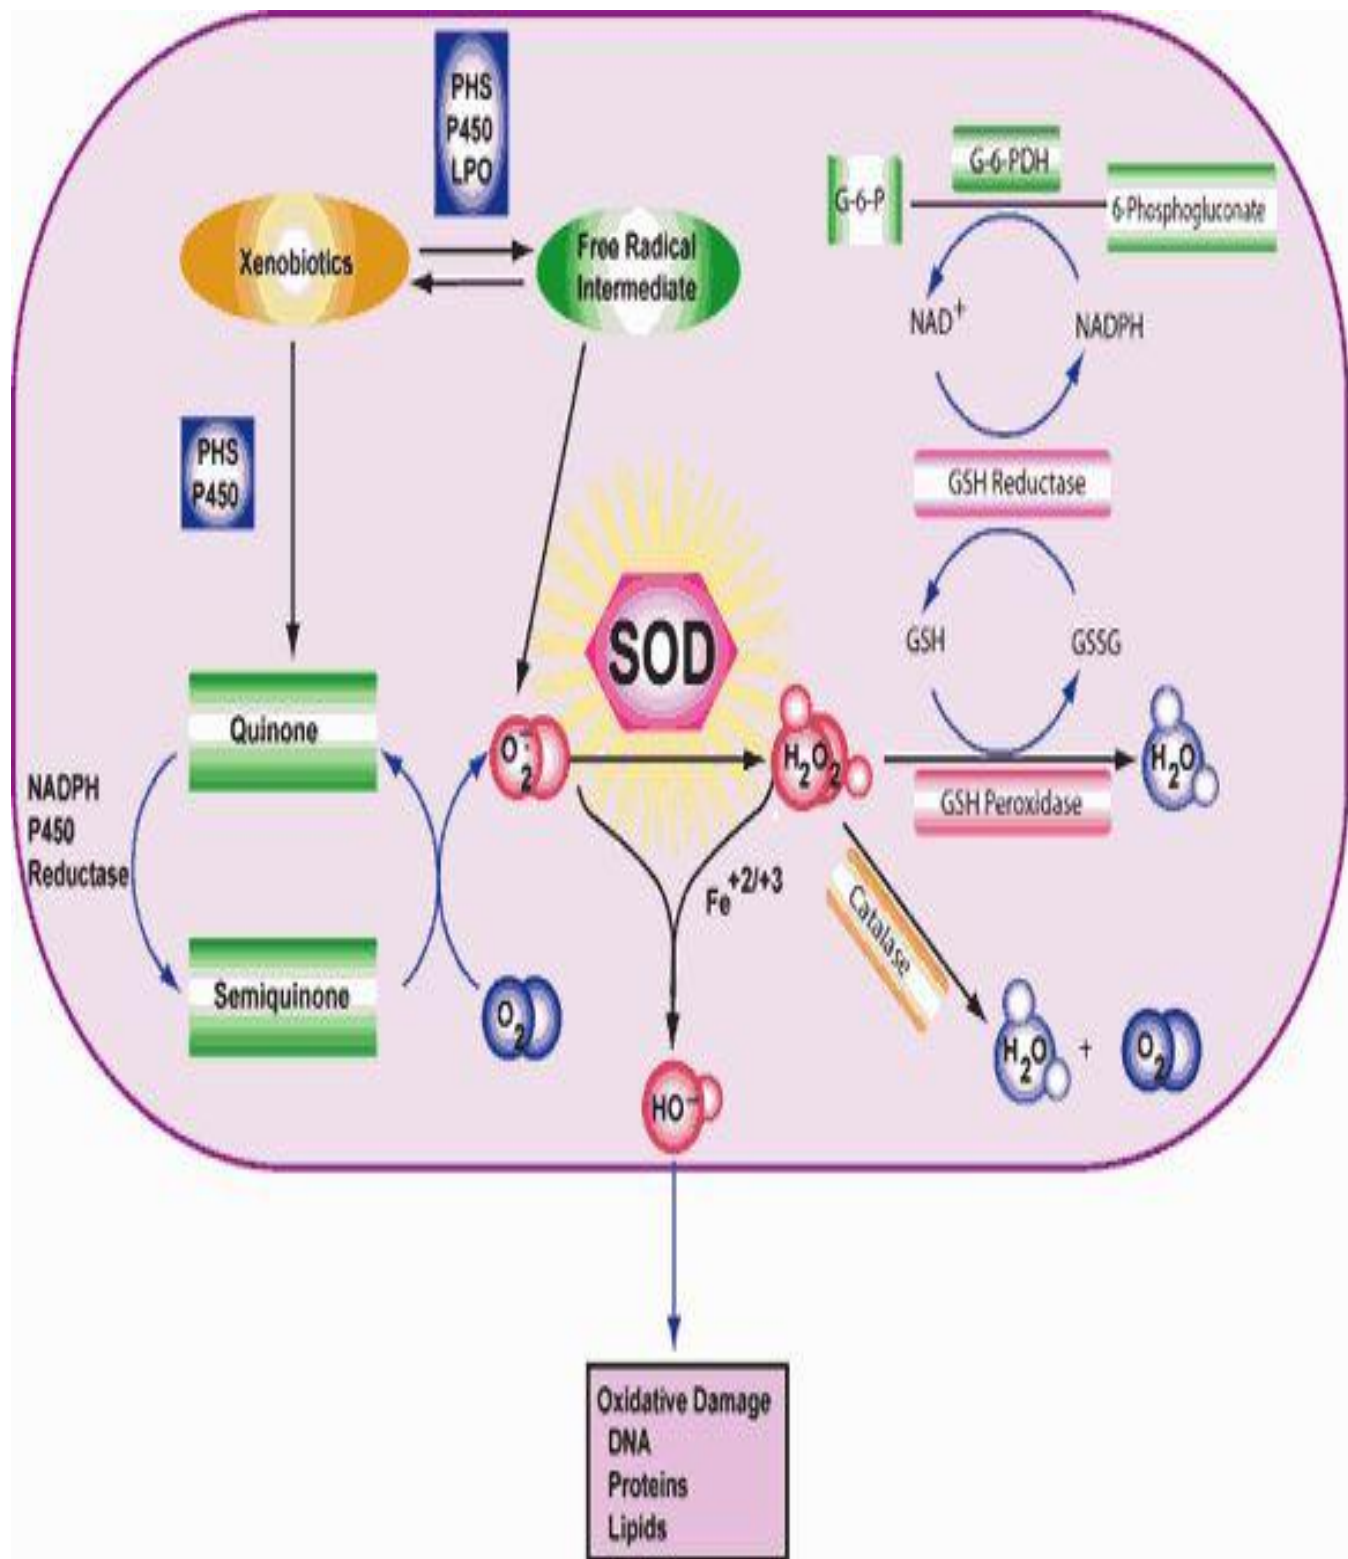 PHS
P450
LPO
G-6-PDH
G-6-P
6-Phosphogluconate
Xenobiotics
Free Radical
Intermediate
NAD+
NADPH
PHS
P450
GSH Reductase
SOD
GSH
GSSG
Quinone
O2∸
H2O2
H2O
NADPH
P450
Reductase
GSH Peroxidase
Fe+2/+3
Catalase
Semiquinone
O2
H2O + O2
HO−
Oxidative Damage
DNA
Proteins
Lipids